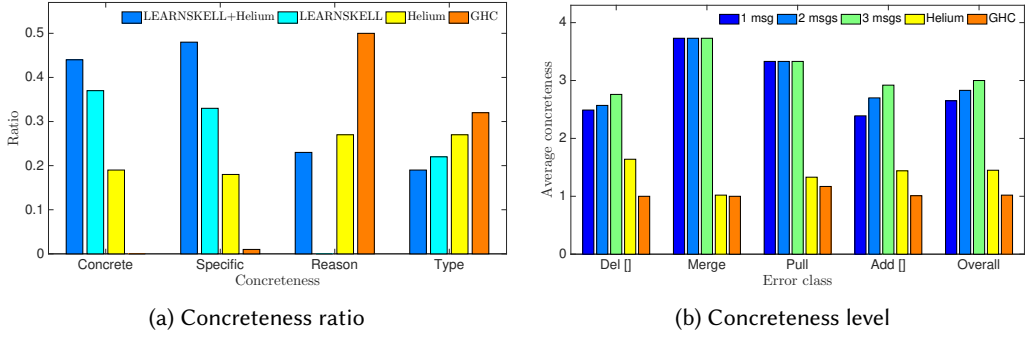 LEARNSKELL+Helium LEARNSKELL Helium GHC
0.5
0.4
0.3
0.2
0.1
0
Ratio
Concrete Specific Reason Type
Concreteness
(a) Concreteness ratio
1 msg 2 msgs 3 msgs Helium GHC
4
3
2
1
0
Average concreteness
Del [] Merge Pull Add [] Overall
Error class
(b) Concreteness level